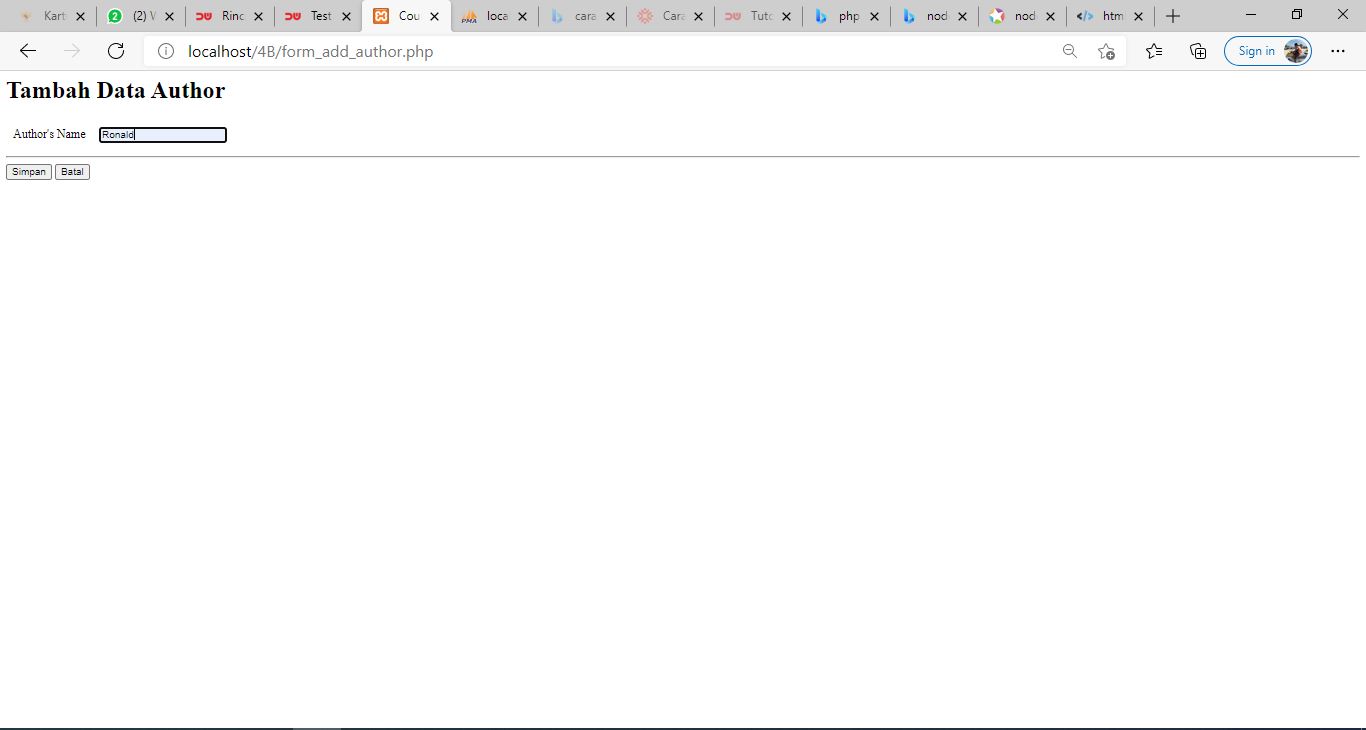 Kart 2 (2) W Rinc Test Cou loca cara Cara Tuto php nod nod htm
localhost/4B/form_add_author.php Sign in
Tambah Data Author
Author's Name Ronald
Simpan Batal